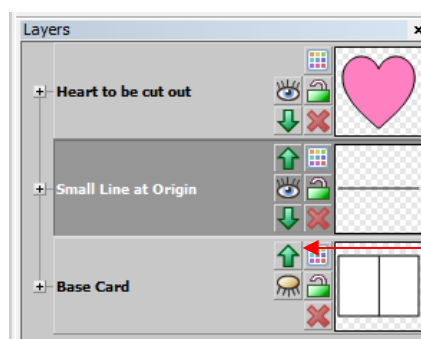 Layers
Heart to be cut out
Small Line at Origin
Base Card